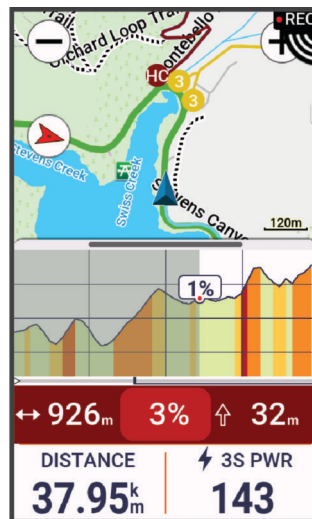 REC
Orchard Loop Trail
Montebello
HC
3
3
Stevens Creek
Swiss Creek
Stevens Canyo
120m
1%
926m
3%
32m
DISTANCE
3S PWR
37.95km
143